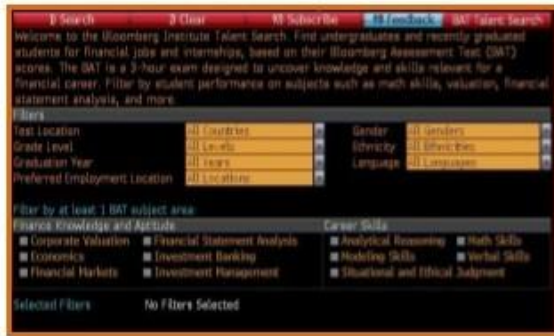 1) Search 2) Clear 10) Subscribe 11) Feedback BAT Talent Search
Welcome to the Bloomberg Institute Talent Search. Find undergraduates and recently graduated
students for financial jobs and internships, based on their Bloomberg Assessment Test (BAT)
scores. The BAT is a 3-hour exam designed to uncover knowledge and skills relevant for a
financial career. Filter by student performance on subjects such as math skills, valuation, financial
statement analysis, and more.
Filters
Test Location All Countries Gender All Genders
Grade Level All Levels Ethnicity All Ethnicities
Graduation Year All Years Language All Languages
Preferred Employment Location All Locations
Filter by at least 1 BAT subject area:
Finance Knowledge and Aptitude Career Skills
Corporate Valuation Financial Statement Analysis Analytical Reasoning Math Skills
Economics Investment Banking Modeling Skills Verbal Skills
Financial Markets Investment Management Situational and Ethical Judgment
Selected Filters No Filters Selected